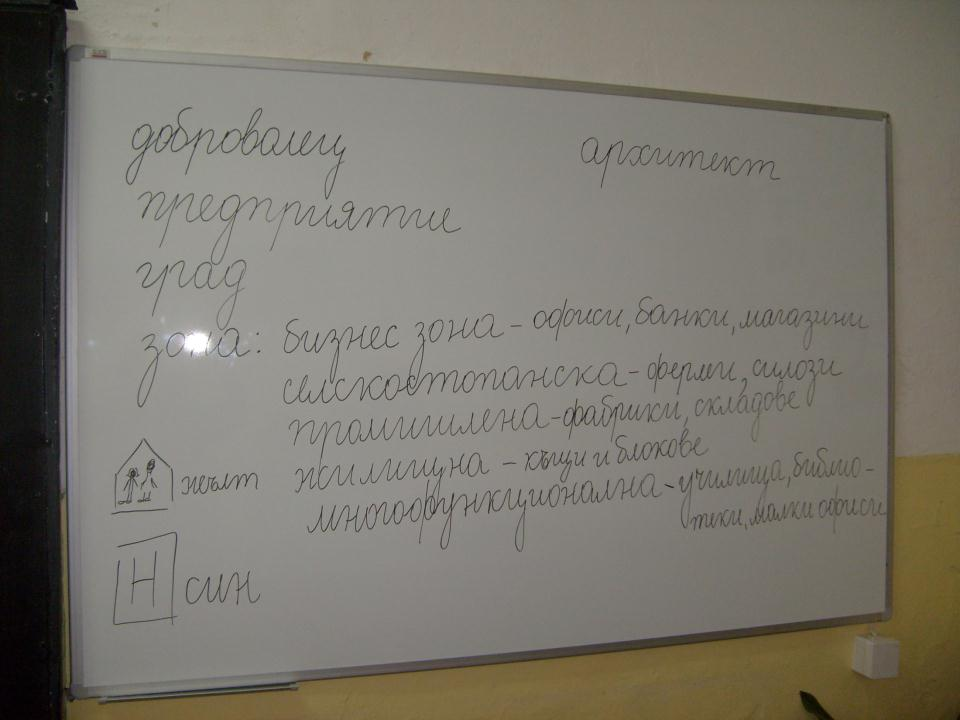 доброволец архитект
предприятие
град
зона: бизнес зона - офиси, банки, магазини
селскостопанска - ферми, силози
промишлена - фабрики, складове
жълт жилищна - къщи и блокове
многофункционална - училища, библио-
теки, малки офиси
Н син